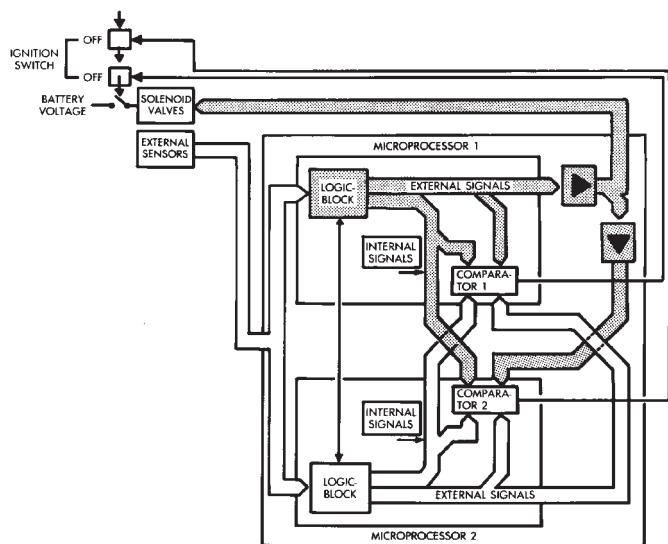 OFF
IGNITION
SWITCH
OFF
BATTERY
VOLTAGE
SOLENOID
VALVES
EXTERNAL
SENSORS
MICROPROCESSOR 1
LOGIC-
BLOCK
EXTERNAL SIGNALS
INTERNAL
SIGNALS
COMPARA-
TOR 1
COMPARA-
TOR 2
INTERNAL
SIGNALS
LOGIC-
BLOCK
EXTERNAL SIGNALS
MICROPROCESSOR 2